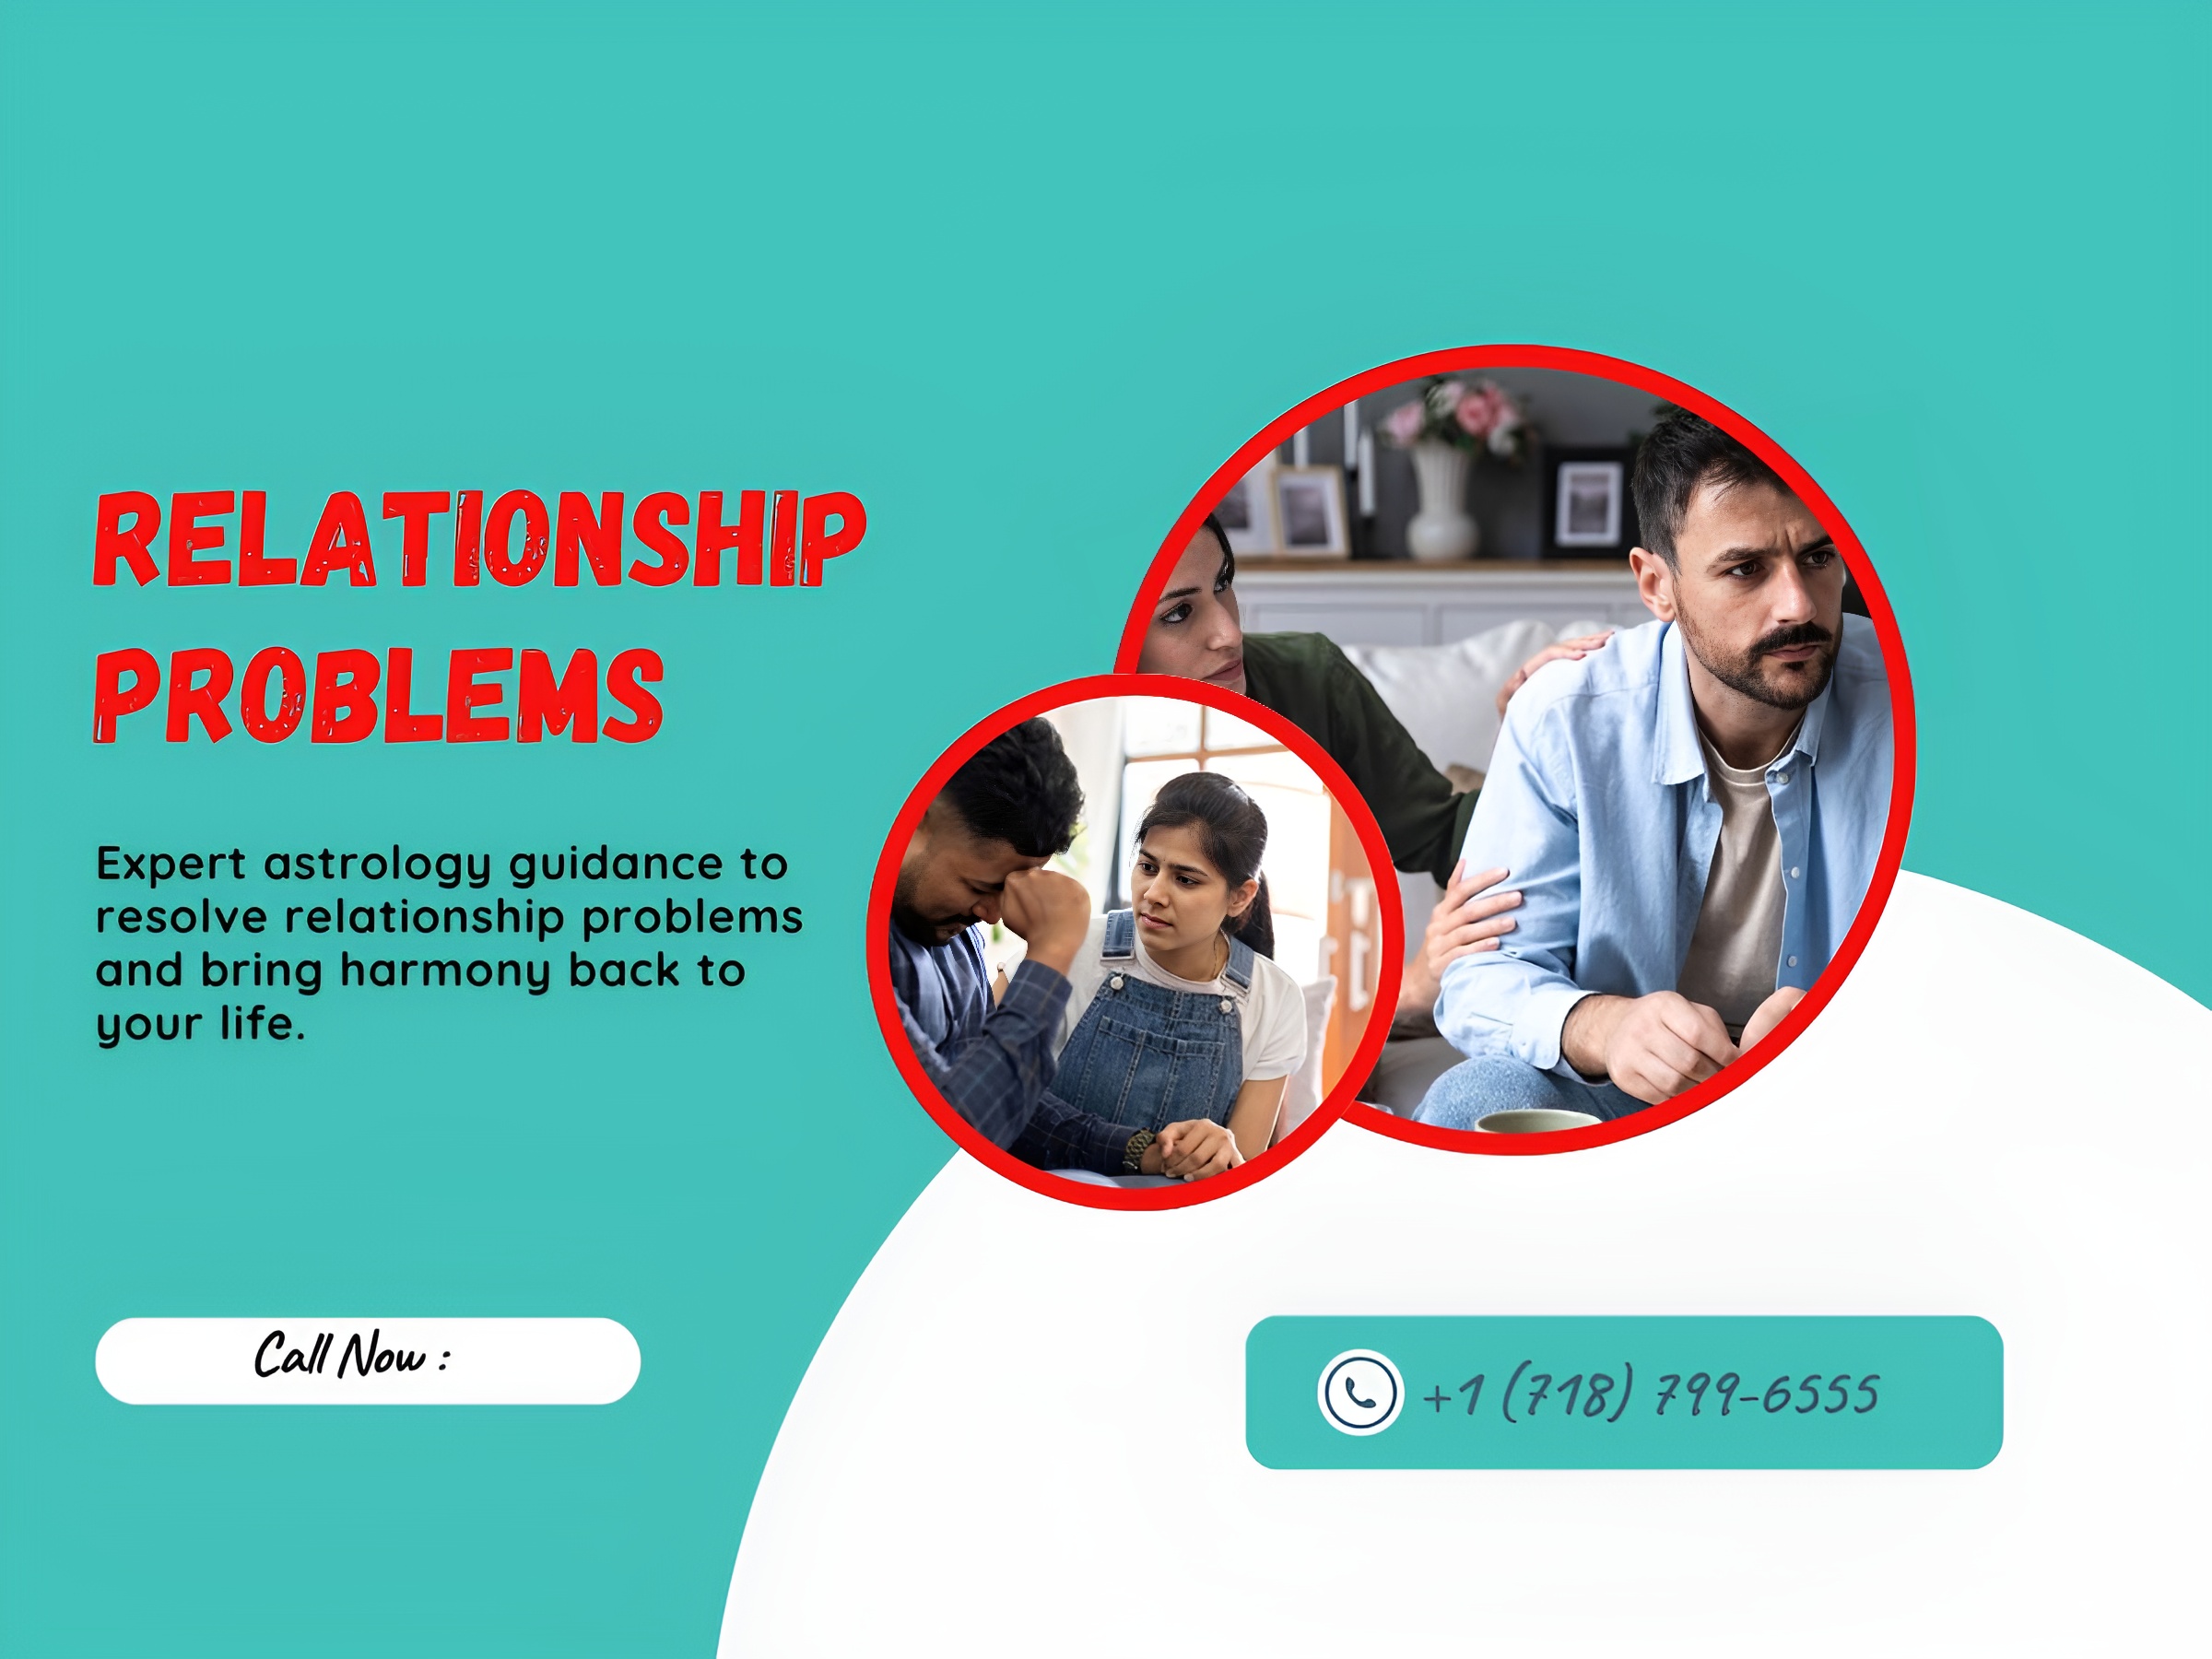 RELATIONSHIP
PROBLEMS
Expert astrology guidance to
resolve relationship problems
and bring harmony back to
your life.
Call Now :
+1 (718) 799-6555